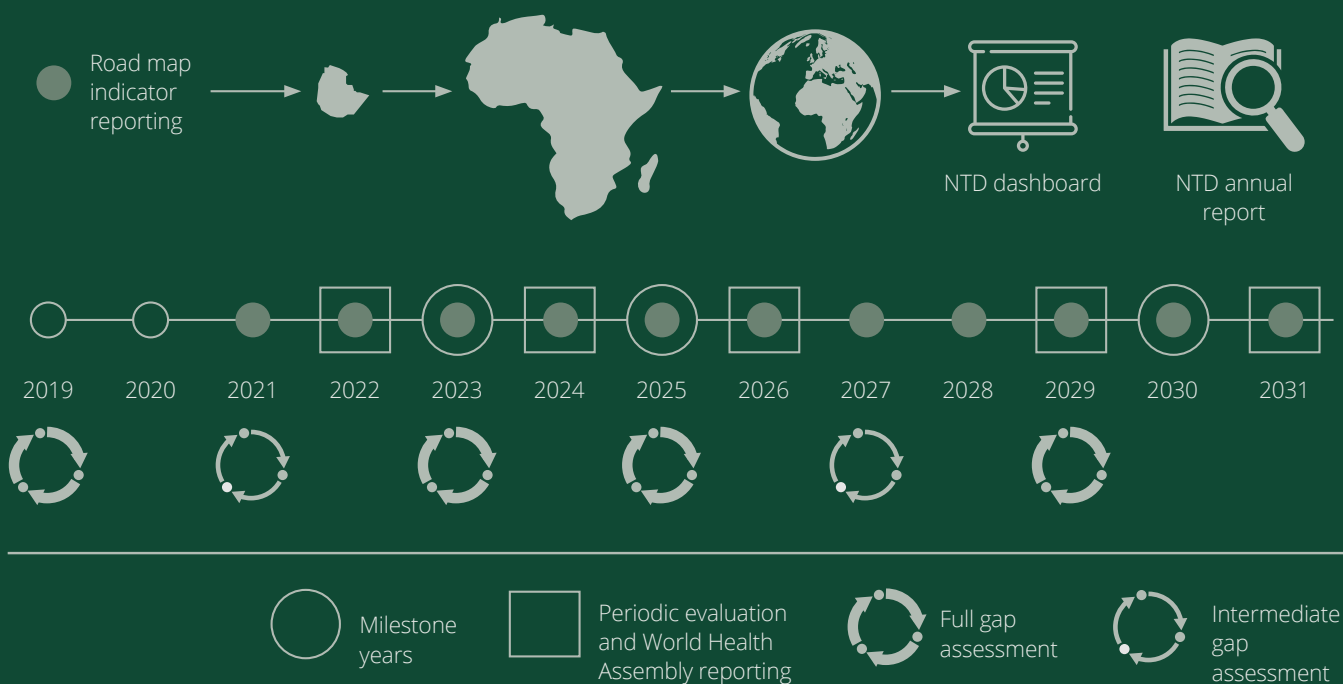 Road map
indicator
reporting
NTD dashboard
NTD annual
report
2019 2020 2021 2022 2023 2024 2025 2026 2027 2028 2029 2030 2031
Milestone
years
Periodic evaluation
and World Health
Assembly reporting
Full gap
assessment
Intermediate
gap
assessment